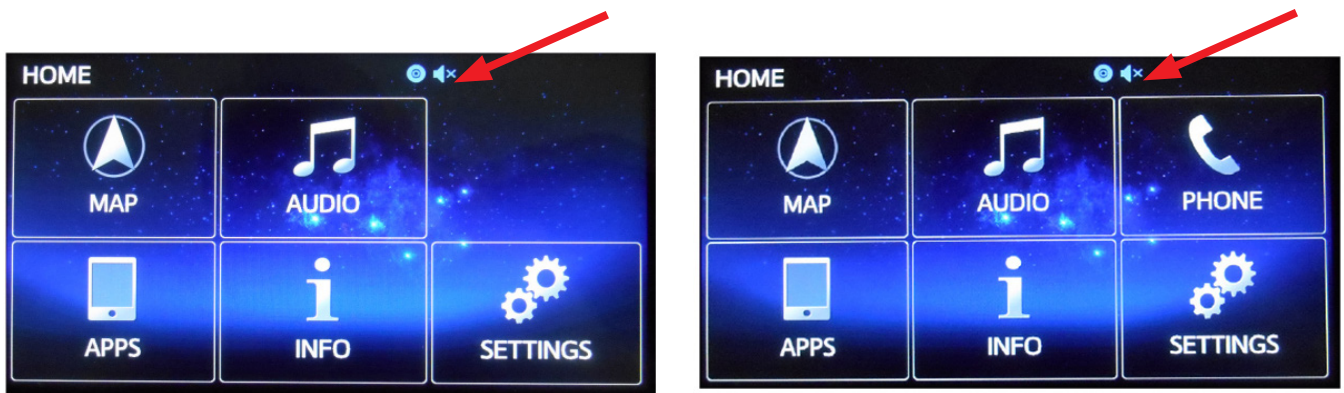 HOME
MAP AUDIO
APPS INFO SETTINGS
HOME
MAP AUDIO PHONE
APPS INFO SETTINGS